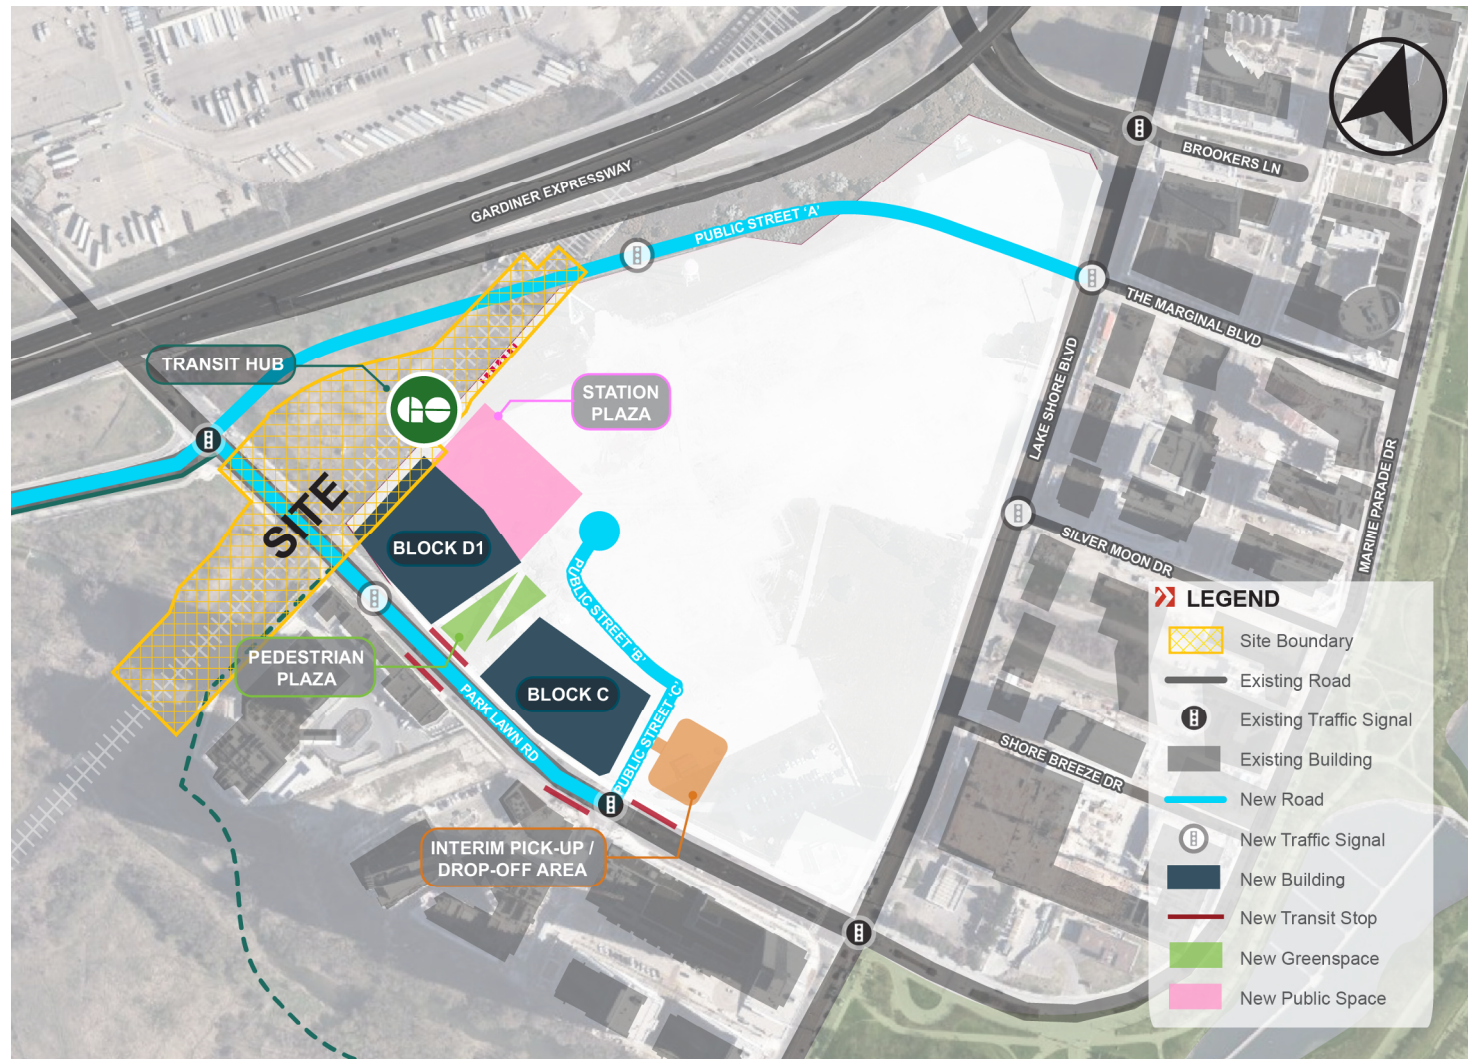 BROOKERS LN
GARDINER EXPRESSWAY
PUBLIC STREET 'A'
THE MARGINAL BLVD
TRANSIT HUB
GO
STATION
PLAZA
LAKE SHORE BLVD
MARINE PARADE DR
SITE
BLOCK D1
SILVER MOON DR
PUBLIC STREET 'B'
PEDESTRIAN
PLAZA
BLOCK C
PARK LAWN RD
PUBLIC STREET 'C'
SHORE BREEZE DR
INTERIM PICK-UP /
DROP-OFF AREA
LEGEND
Site Boundary
Existing Road
Existing Traffic Signal
Existing Building
New Road
New Traffic Signal
New Building
New Transit Stop
New Greenspace
New Public Space